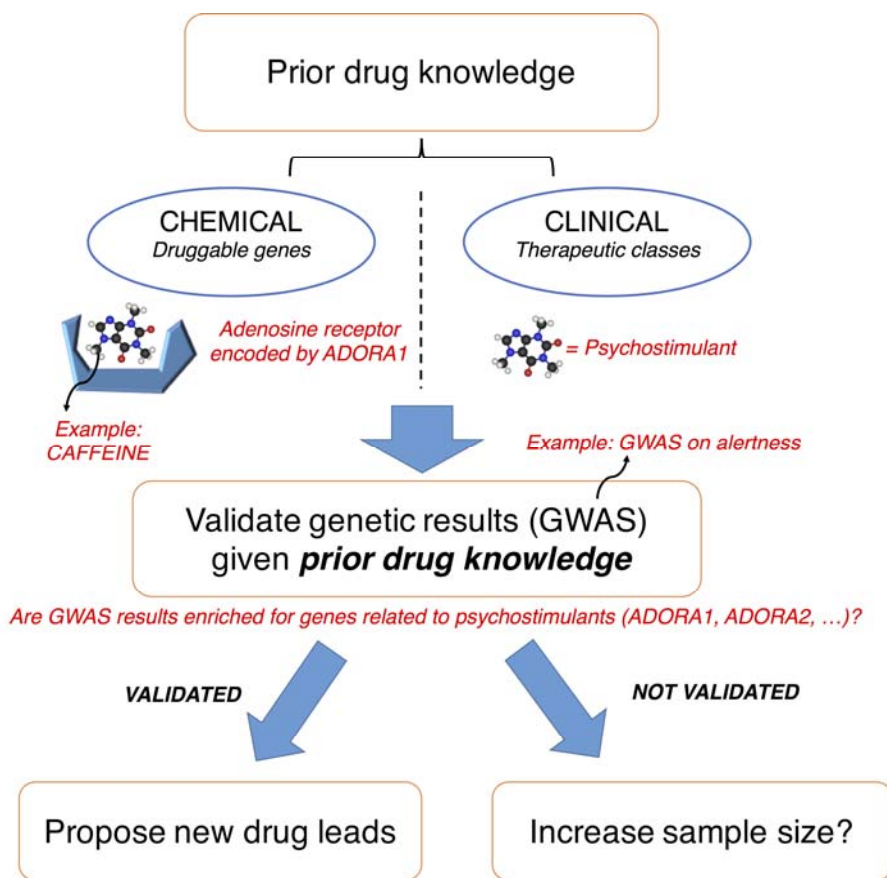 Prior drug knowledge
CHEMICAL
Druggable genes
CLINICAL
Therapeutic classes
Adenosine receptor
encoded by ADORA1
= Psychostimulant
Example:
CAFFEINE
Example: GWAS on alertness
Validate genetic results (GWAS)
given prior drug knowledge
Are GWAS results enriched for genes related to psychostimulants (ADORA1, ADORA2, …)?
VALIDATED
NOT VALIDATED
Propose new drug leads
Increase sample size?